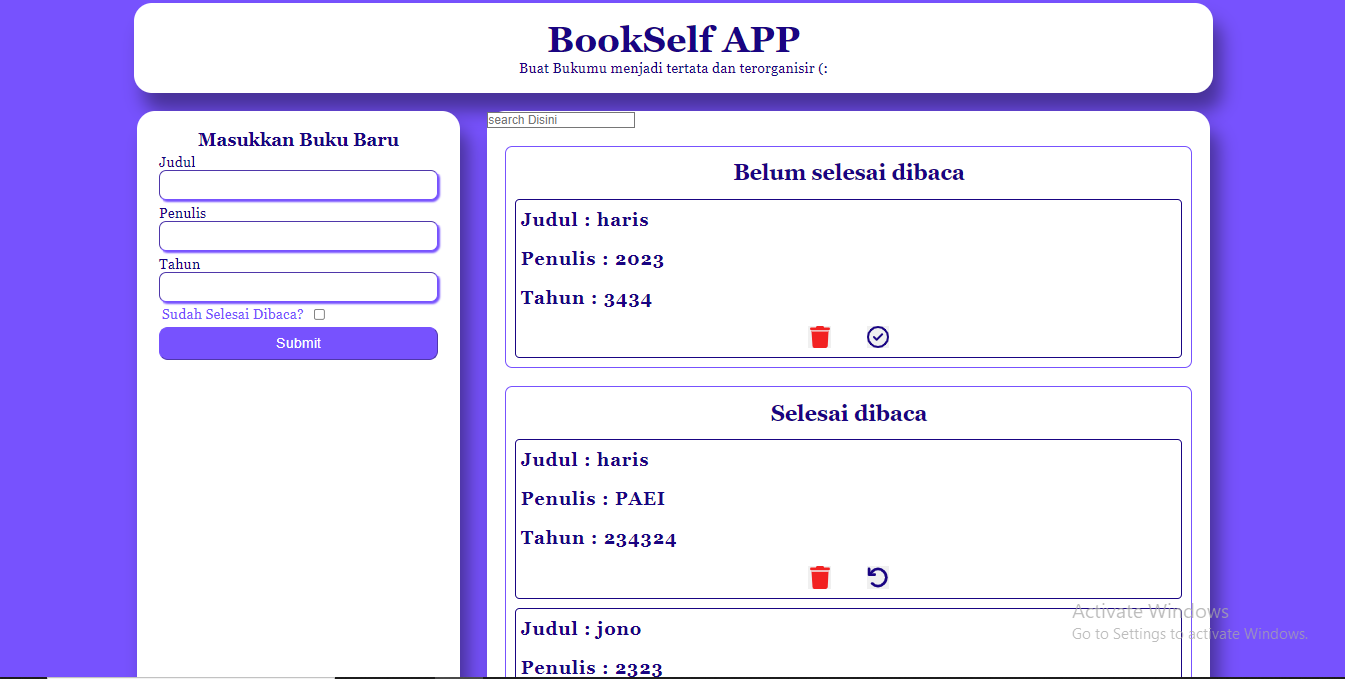 BookSelf APP
Buat Bukumu menjadi tertata dan terorganisir (:
Masukkan Buku Baru
Judul
Penulis
Tahun
Sudah Selesai Dibaca?
Submit
search Disini
Belum selesai dibaca
Judul : haris
Penulis : 2023
Tahun : 3434
Selesai dibaca
Judul : haris
Penulis : PAEI
Tahun : 234324
Judul : jono
Penulis : 2323
Activate Windows
Go to Settings to activate Windows.